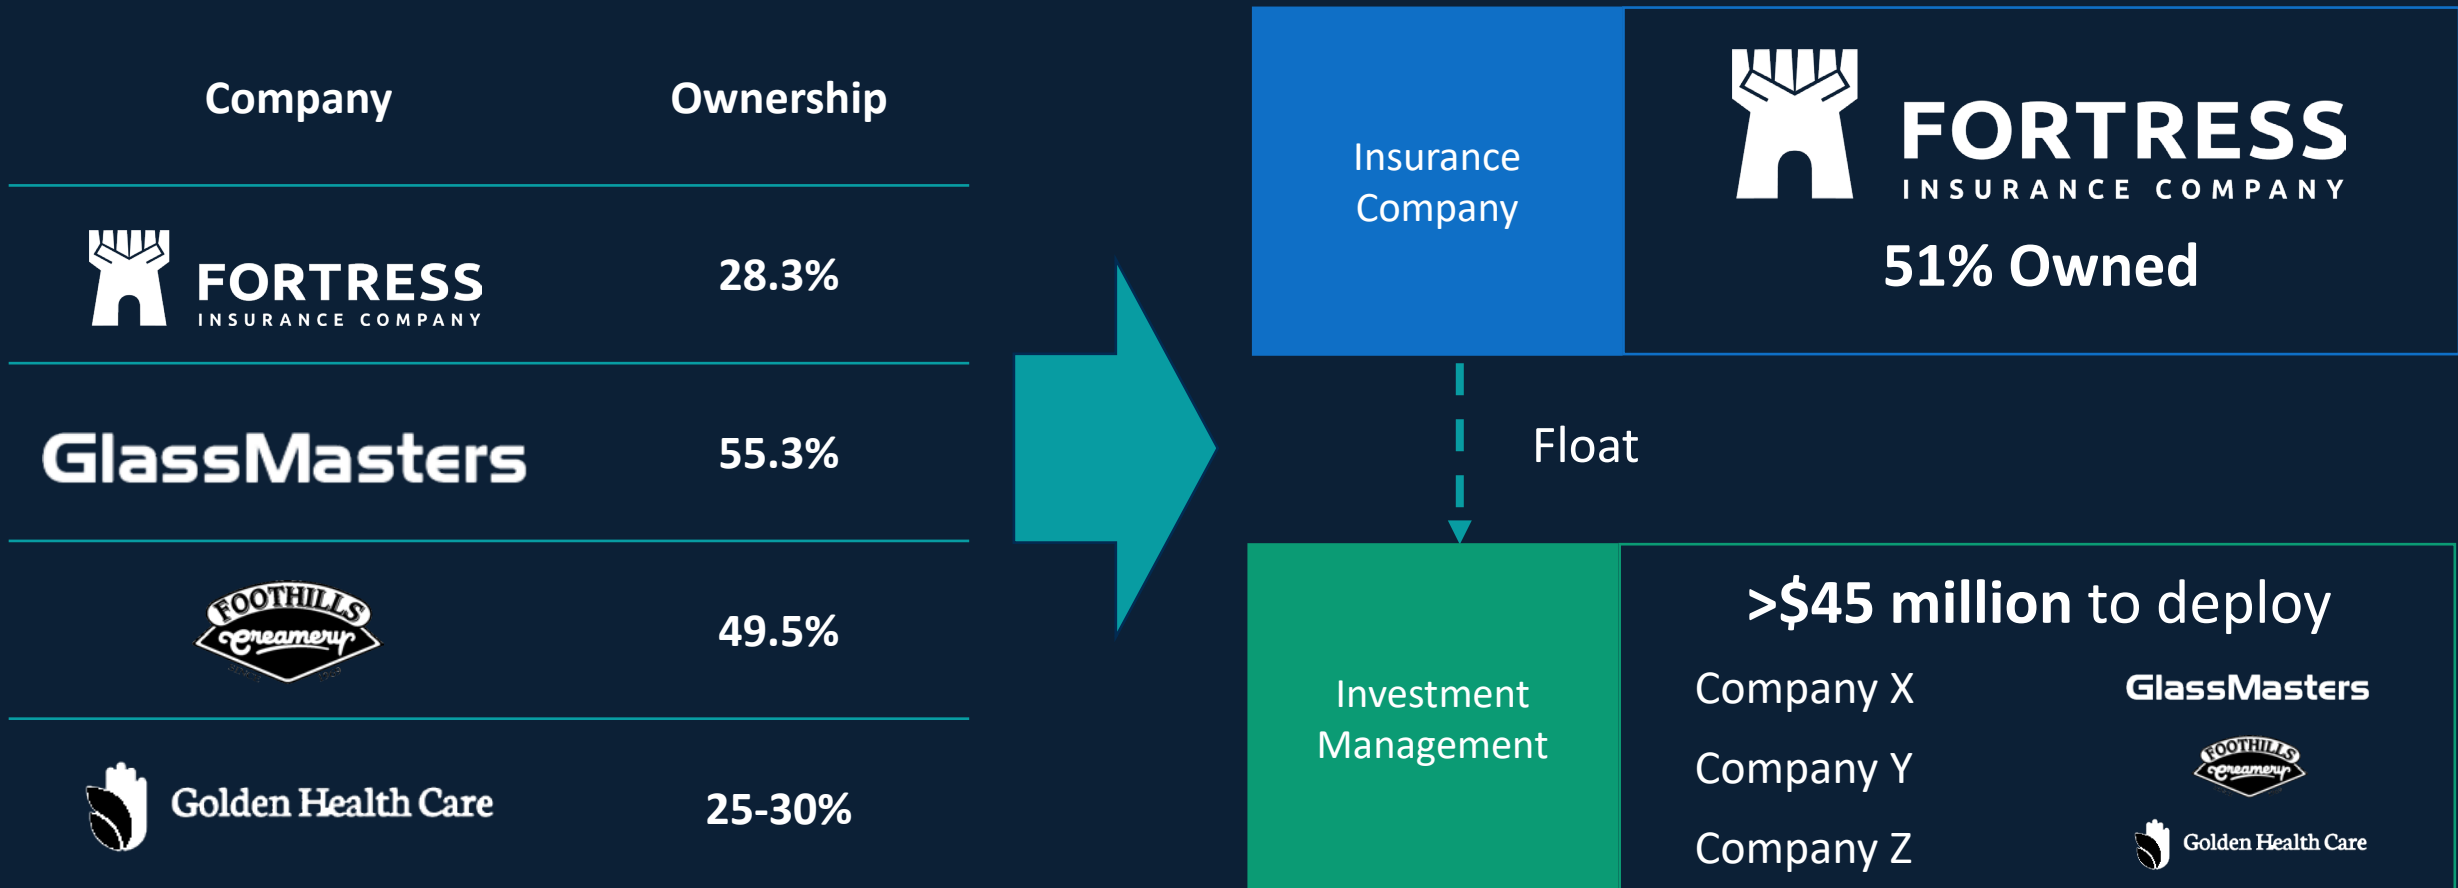 Company Ownership
FORTRESS
INSURANCE COMPANY
28.3%
GlassMasters
55.3%
FOOTHILLS
Creamery
49.5%
Golden Health Care
25-30%
Insurance
Company
FORTRESS
INSURANCE COMPANY
51% Owned
Float
Investment
Management
>$45 million to deploy
Company X
GlassMasters
Company Y
FOOTHILLS
Creamery
Company Z
Golden Health Care